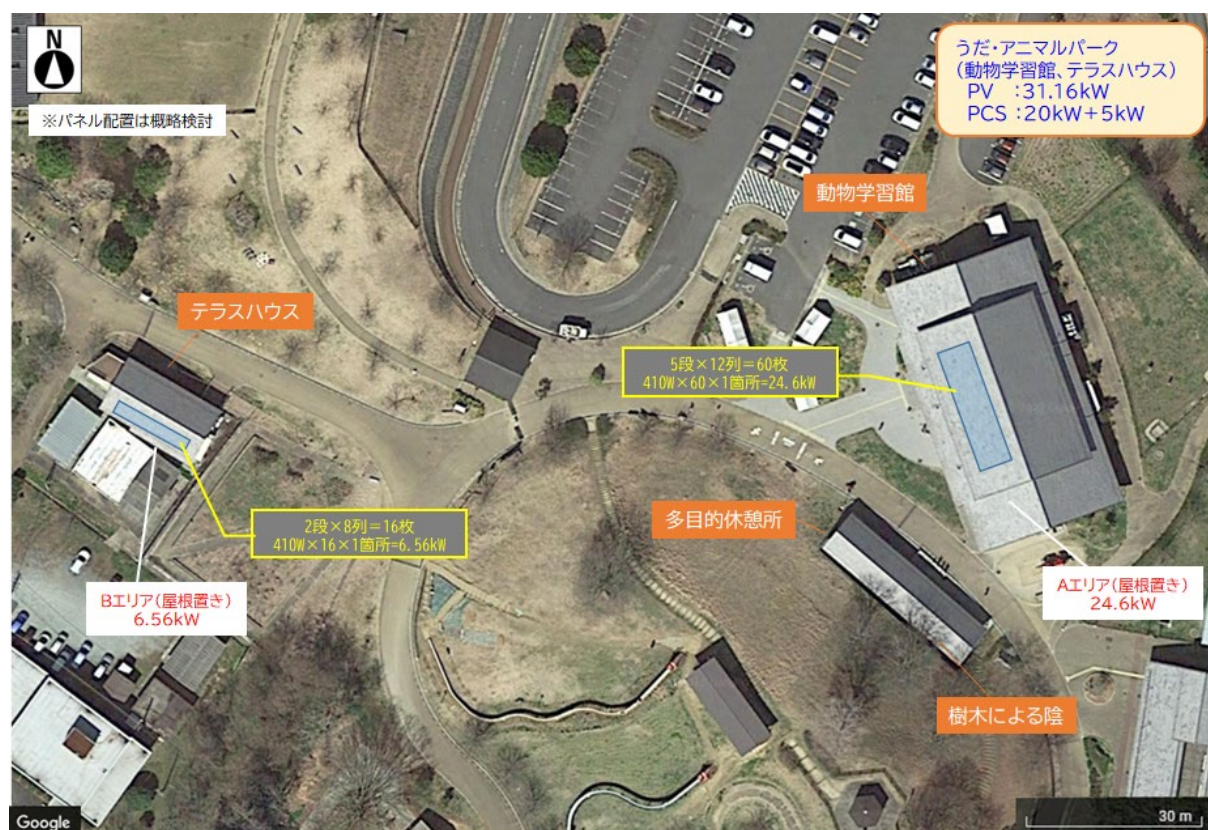 N
※パネル配置は概略検討
うだ・アニマルパーク
(動物学習館、テラスハウス)
PV :31.16kW
PCS:20kW+5kW
動物学習館
テラスハウス
5段×12列=60枚
410W×60×1箇所=24.6kW
多目的休憩所
2段×8列=16枚
410W×16×1箇所=6.56kW
Bエリア(屋根置き)
6.56kW
Aエリア(屋根置き)
24.6kW
樹木による陰
Google
30 m